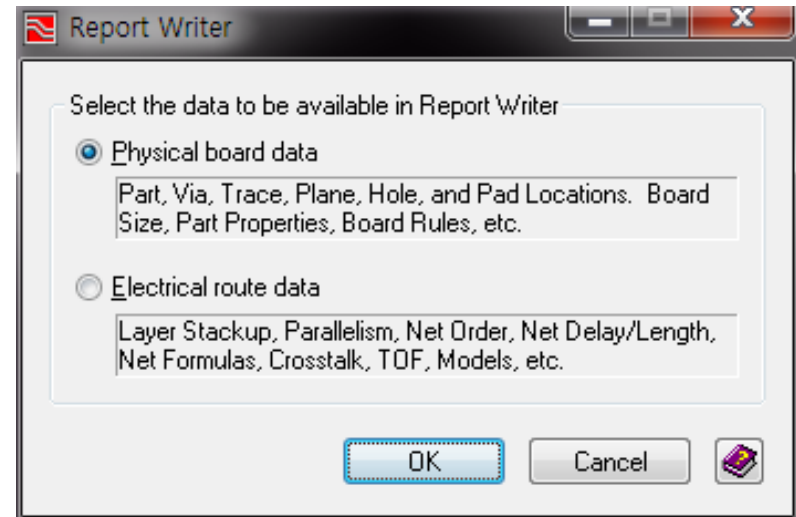 Report Writer
Select the data to be available in Report Writer
Physical board data
Part, Via, Trace, Plane, Hole, and Pad Locations.  Board
Size, Part Properties, Board Rules, etc.
Electrical route data
Layer Stackup, Parallelism, Net Order, Net Delay/Length,
Net Formulas, Crosstalk, TOF, Models, etc.
OK
Cancel